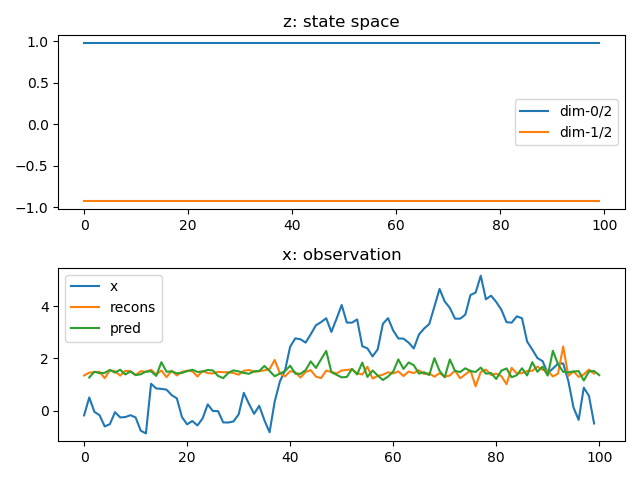 z: state space
1.0
0.5
0.0
−0.5
−1.0
dim-0/2
dim-1/2
0 20 40 60 80 100
x: observation
x
recons
pred
4
2
0
0 20 40 60 80 100